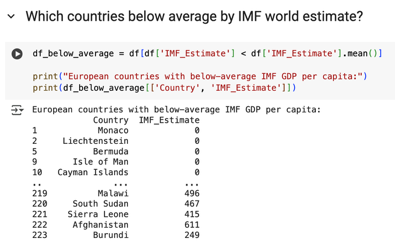 Which countries below average by IMF world estimate?
df_below_average = df[df['IMF_Estimate'] < df['IMF_Estimate'].mean()]
print("European countries with below-average IMF GDP per capita:")
print(df_below_average[['Country', 'IMF_Estimate']])
European countries with below-average IMF GDP per capita:
Country IMF_Estimate
1 Monaco 0
2 Liechtenstein 0
5 Bermuda 0
9 Isle of Man 0
10 Cayman Islands 0
.. ... ...
219 Malawi 496
220 South Sudan 467
221 Sierra Leone 415
222 Afghanistan 611
223 Burundi 249